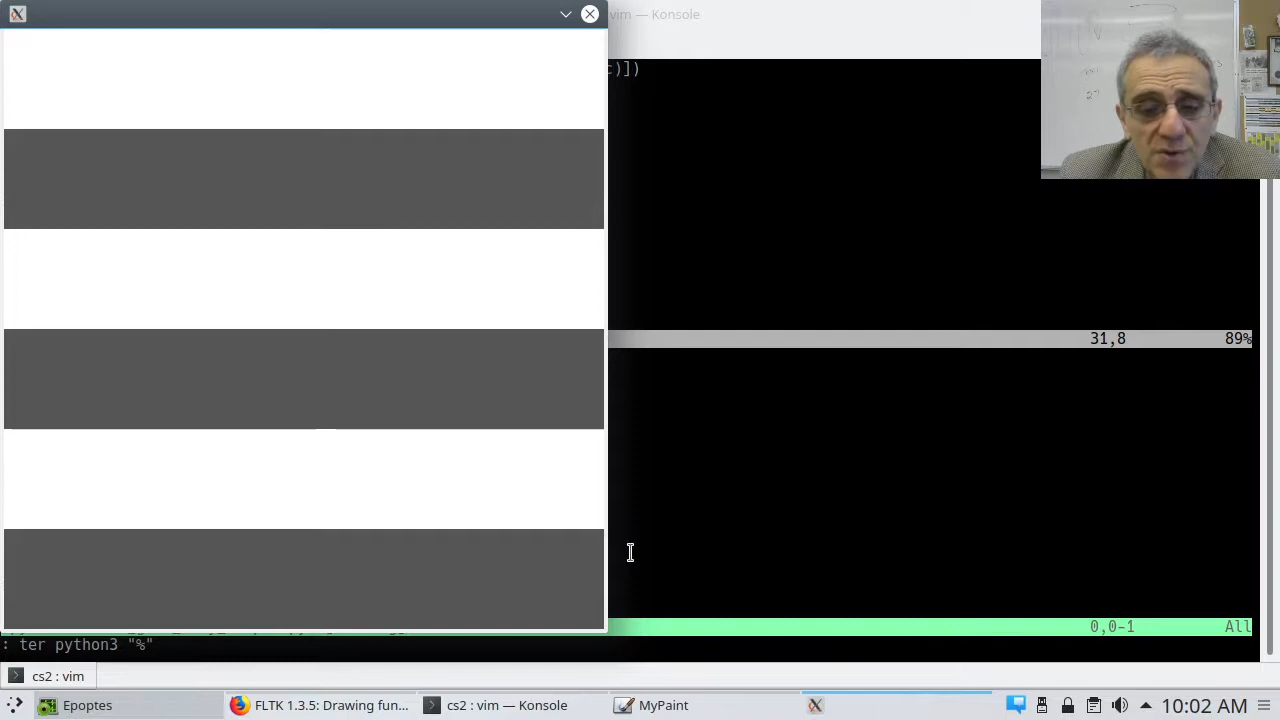 vim — Konsole
c)])
31,8 89%
0,0-1 All
: ter python3 "%"
cs2 : vim
Epoptes
FLTK 1.3.5: Drawing fun...
cs2 : vim — Konsole
MyPaint
10:02 AM